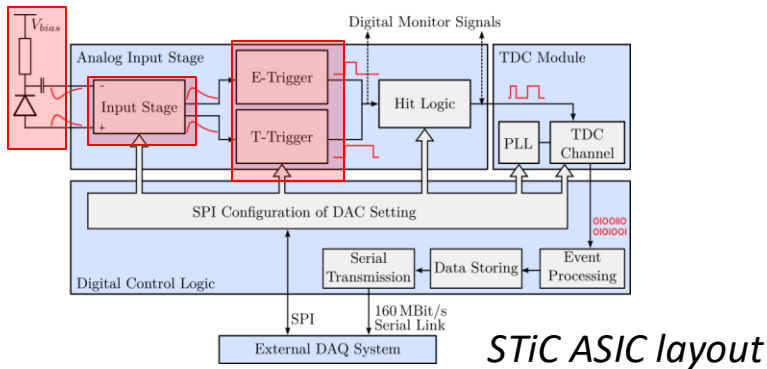 Digital Monitor Signals
V_bias
Analog Input Stage
TDC Module
E-Trigger
-
Input Stage
+
Hit Logic
T-Trigger
PLL
TDC
Channel
SPI Configuration of DAC Setting
0100110
0101001
Serial
Transmission
Data Storing
Event
Processing
Digital Control Logic
SPI
160 MBit/s
Serial Link
External DAQ System
STiC ASIC layout